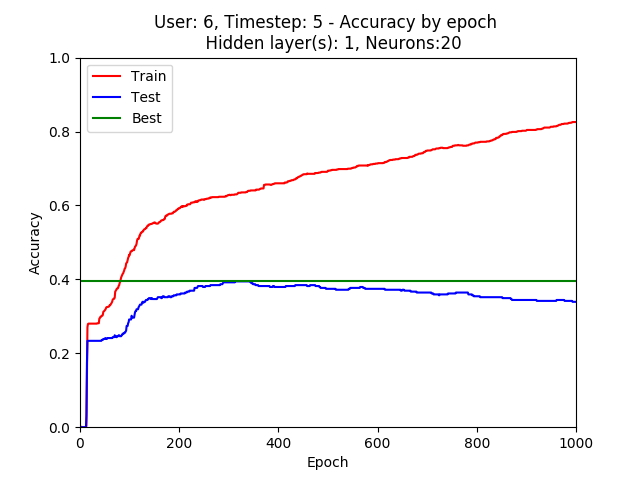 User: 6, Timestep: 5 - Accuracy by epoch
Hidden layer(s): 1, Neurons:20
1.0
0.8
0.6
0.4
0.2
0.0
Accuracy
Train
Test
Best
0 200 400 600 800 1000
Epoch